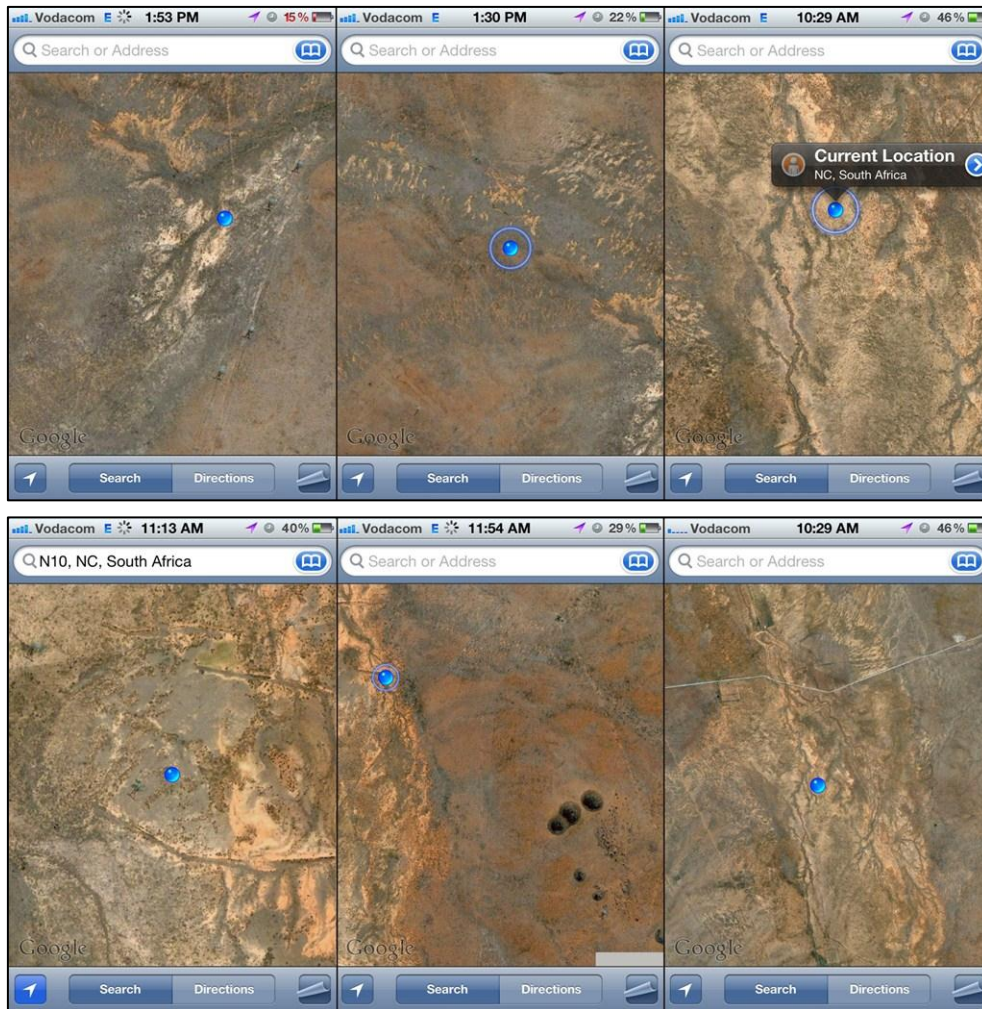 Vodacom E 1:53 PM 15%
Search or Address
Google
Search Directions
Vodacom E 1:30 PM 22%
Search or Address
Google
Search Directions
Vodacom E 10:29 AM 46%
Search or Address
Current Location
NC, South Africa
Google
Search Directions
Vodacom E 11:13 AM 40%
N10, NC, South Africa
Google
Search Directions
Vodacom E 11:54 AM 29%
Search or Address
Google
Search Directions
Vodacom 10:29 AM 46%
Search or Address
Google
Search Directions